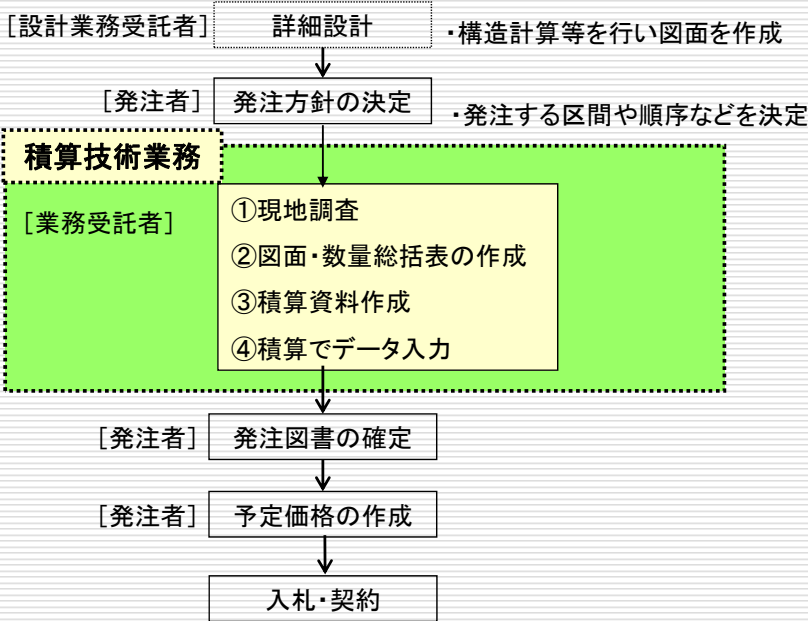 [設計業務受託者] 詳細設計 ・構造計算等を行い図面を作成
[発注者] 発注方針の決定 ・発注する区間や順序などを決定
積算技術業務
[業務受託者]
①現地調査
②図面・数量総括表の作成
③積算資料作成
④積算でデータ入力
[発注者] 発注図書の確定
[発注者] 予定価格の作成
入札・契約